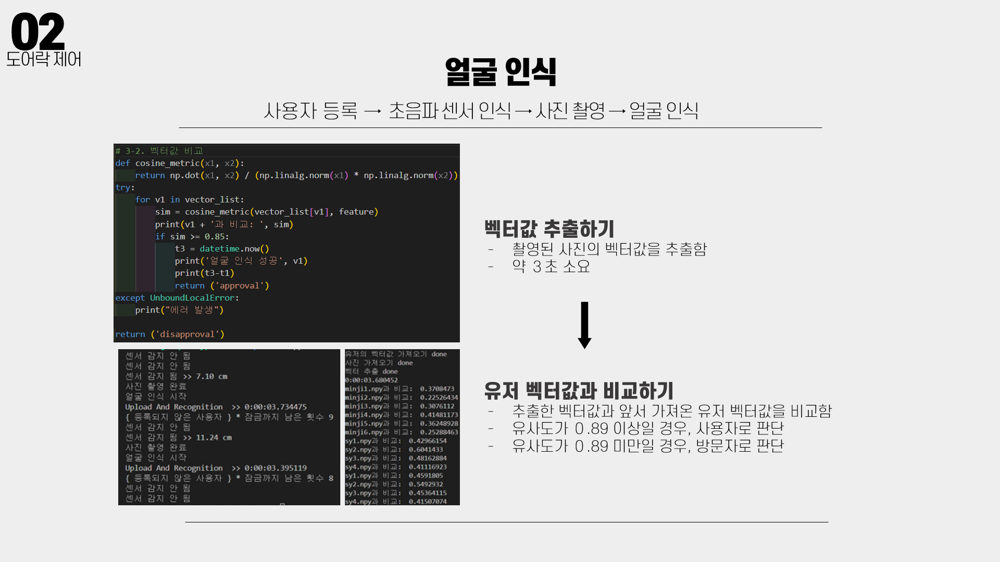 02
도어락 제어
얼굴 인식
사용자 등록 → 초음파 센서 인식 → 사진 촬영 → 얼굴 인식
# 3-2. 벡터값 비교
def cosine_metric(x1, x2):
    return np.dot(x1, x2) / (np.linalg.norm(x1) * np.linalg.norm(x2))
try:
    for v1 in vector_list:
        sim = cosine_metric(vector_list[v1], feature)
        print(v1 + '과 비교: ', sim)
        if sim >= 0.85:
            t3 = datetime.now()
            print('얼굴 인식 성공', v1)
            print(t3-t1)
            return ('approval')
except UnboundLocalError:
    print("에러 발생")
return ('disapproval')
센서 감지 안 됨
센서 감지 안 됨
센서 감지 됨 >> 7.10 cm
사진 촬영 완료
얼굴 인식 시작
Upload And Recognition  >> 0:00:03.734475
{ 등록되지 않은 사용자 } * 잠금까지 남은 횟수 9
센서 감지 안 됨
센서 감지 됨 >> 11.24 cm
사진 촬영 완료
얼굴 인식 시작
Upload And Recognition  >> 0:00:03.395119
{ 등록되지 않은 사용자 } * 잠금까지 남은 횟수 8
센서 감지 안 됨
센서 감지 안 됨
유저의 벡터값 가져오기 done
사진 가져오기 done
벡터 추출 done
0:00:03.680452
minji1.npy과 비교:  0.3708473
minji2.npy과 비교:  0.22526434
minji3.npy과 비교:  0.3076112
minji4.npy과 비교:  0.41481173
minji5.npy과 비교:  0.36248928
minji6.npy과 비교:  0.25288463
sy1.npy과 비교:  0.42966154
sy2.npy과 비교:  0.6041433
sy3.npy과 비교:  0.48162884
sy4.npy과 비교:  0.41116923
sy1.npy과 비교:  0.4591805
sy2.npy과 비교:  0.5492932
sy3.npy과 비교:  0.45364115
sy4.npy과 비교:  0.41507074
벡터값 추출하기
- 촬영된 사진의 벡터값을 추출함
- 약 3초 소요
유저 벡터값과 비교하기
- 추출한 벡터값과 앞서 가져온 유저 벡터값을 비교함
- 유사도가 0.89 이상일 경우, 사용자로 판단
- 유사도가 0.89 미만일 경우, 방문자로 판단